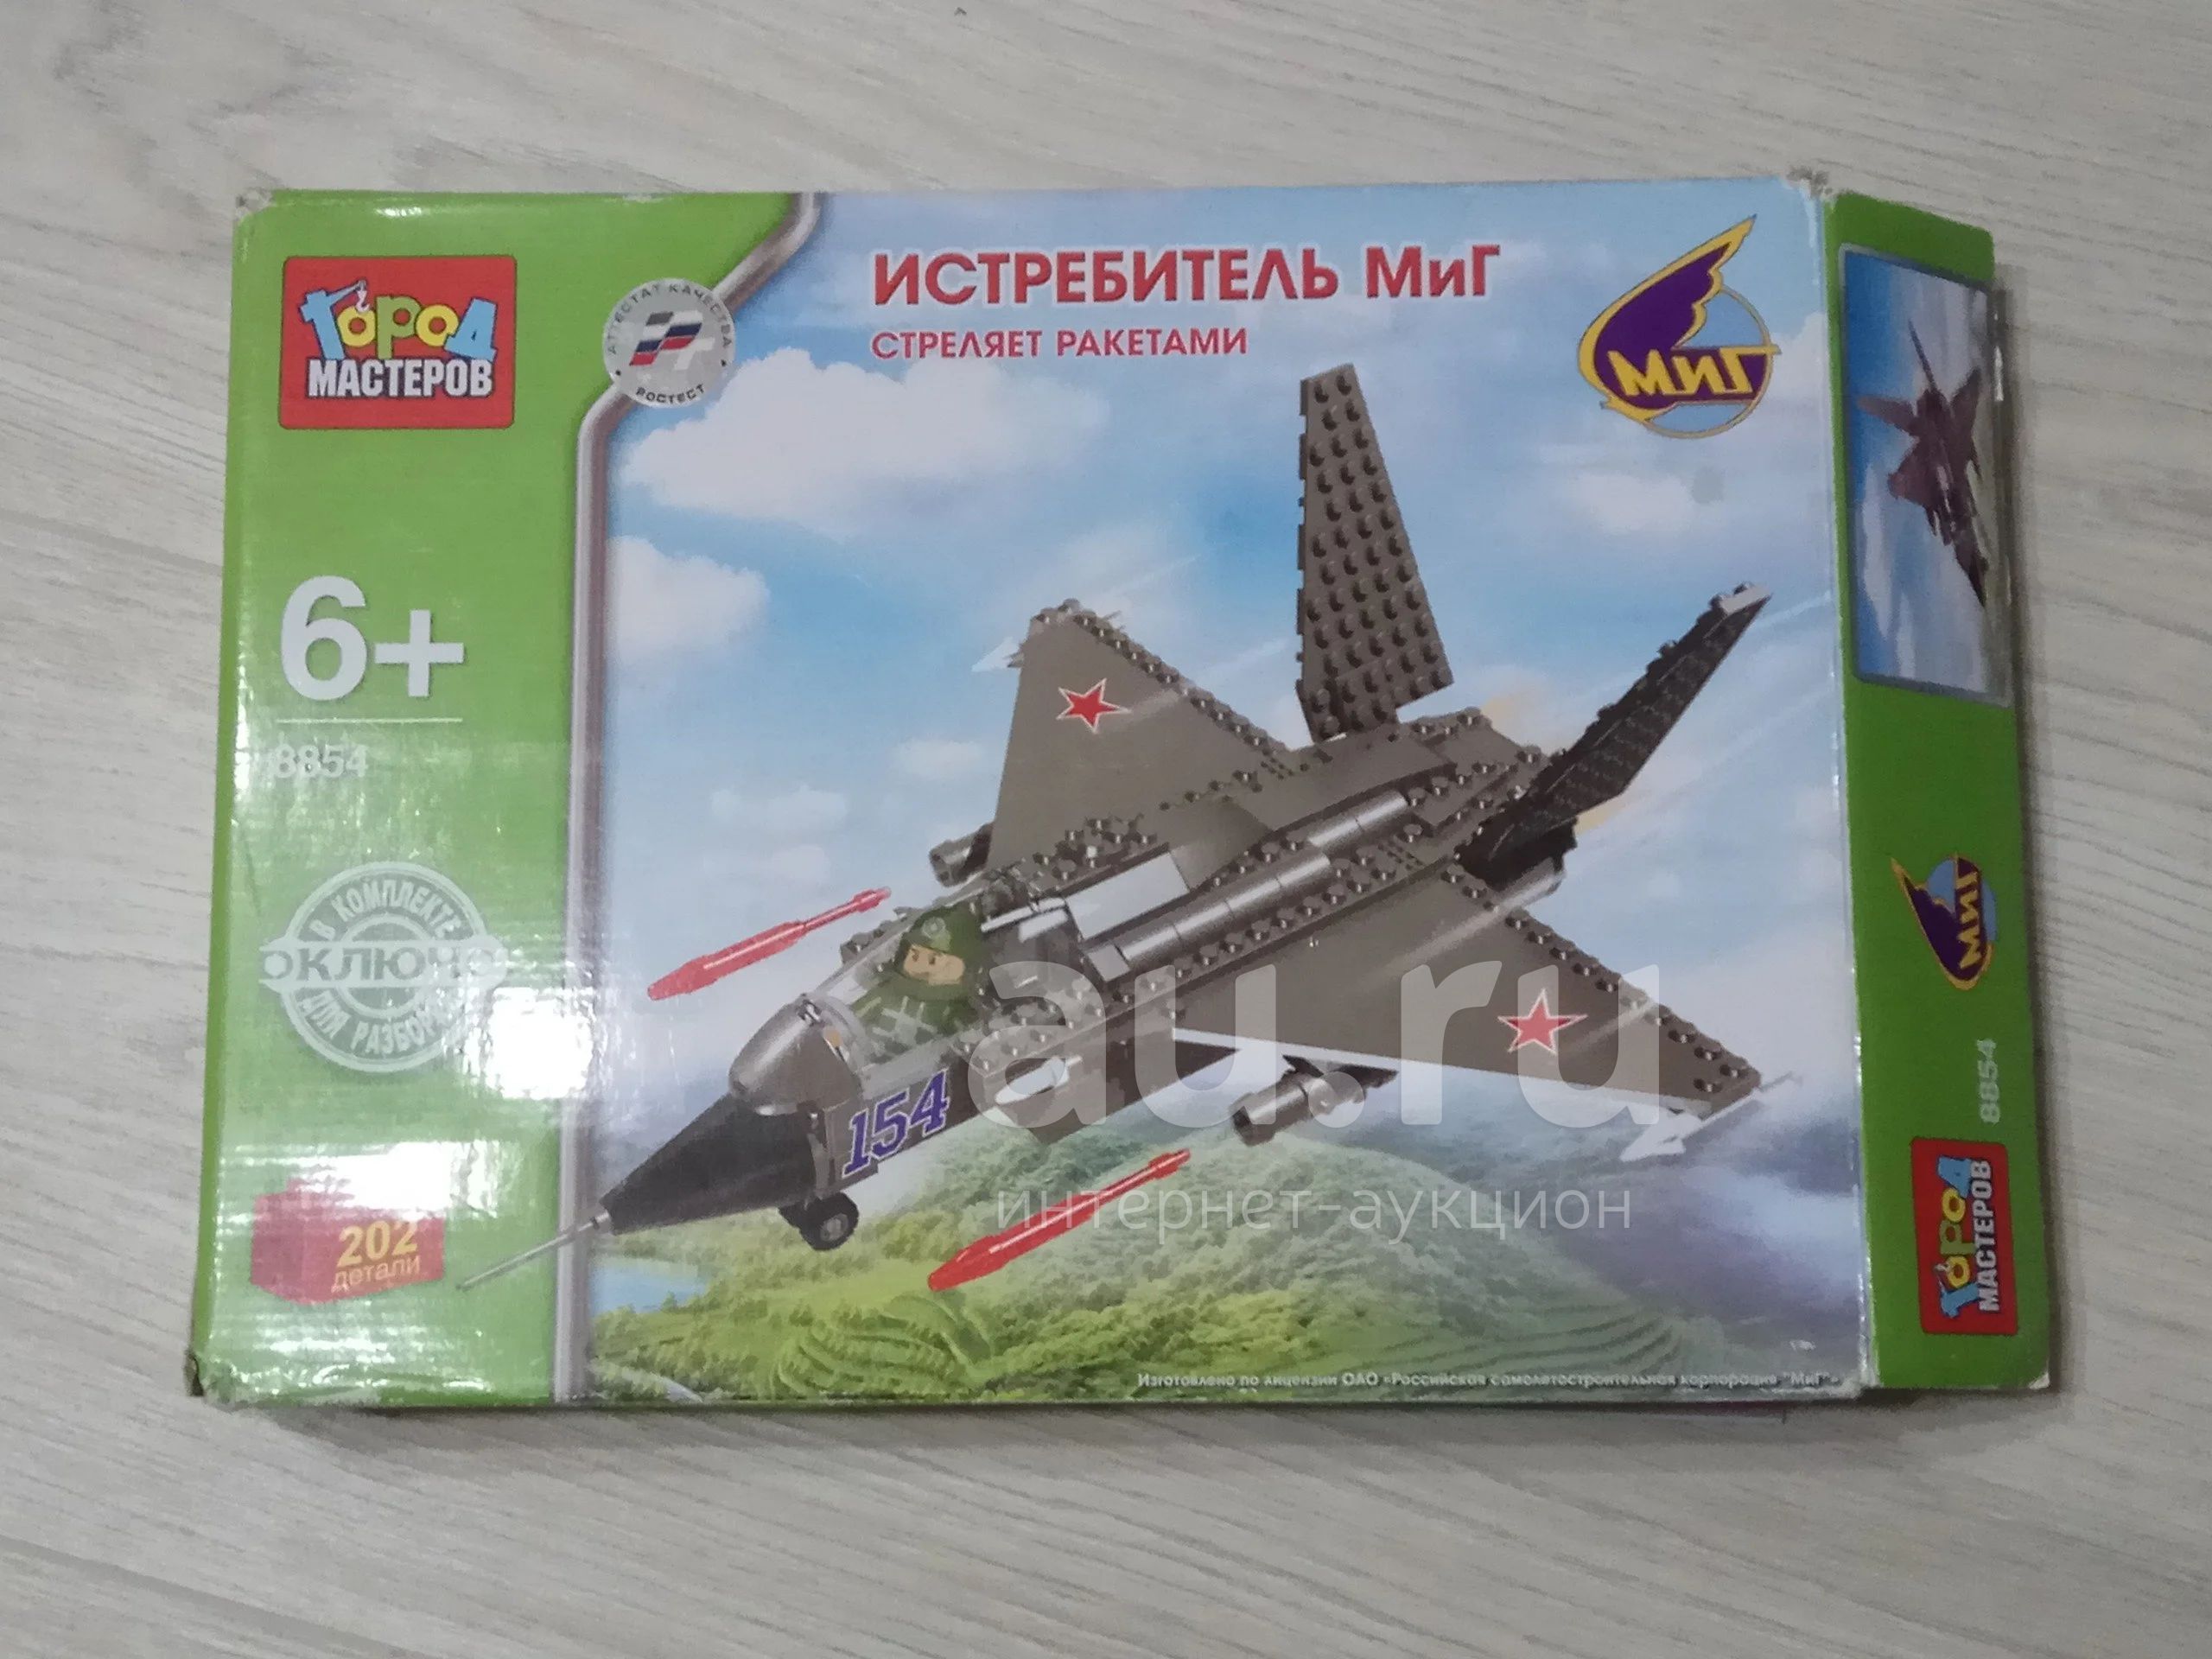 ГОРОД
МАСТЕРОВ
АТТЕСТАТ КАЧЕСТВА
РОСТЕСТ
ИСТРЕБИТЕЛЬ МиГ
СТРЕЛЯЕТ РАКЕТАМИ
МиГ
6+
8854
В КОМПЛЕКТЕ
КЛЮЧ
ДЛЯ РАЗБОРКИ
202
детали
154
au.ru
интернет-аукцион
Изготовлено по лицензии ОАО «Российская самолетостроительная корпорация "МиГ"»
МиГ
8854
ГОРОД
МАСТЕРОВ